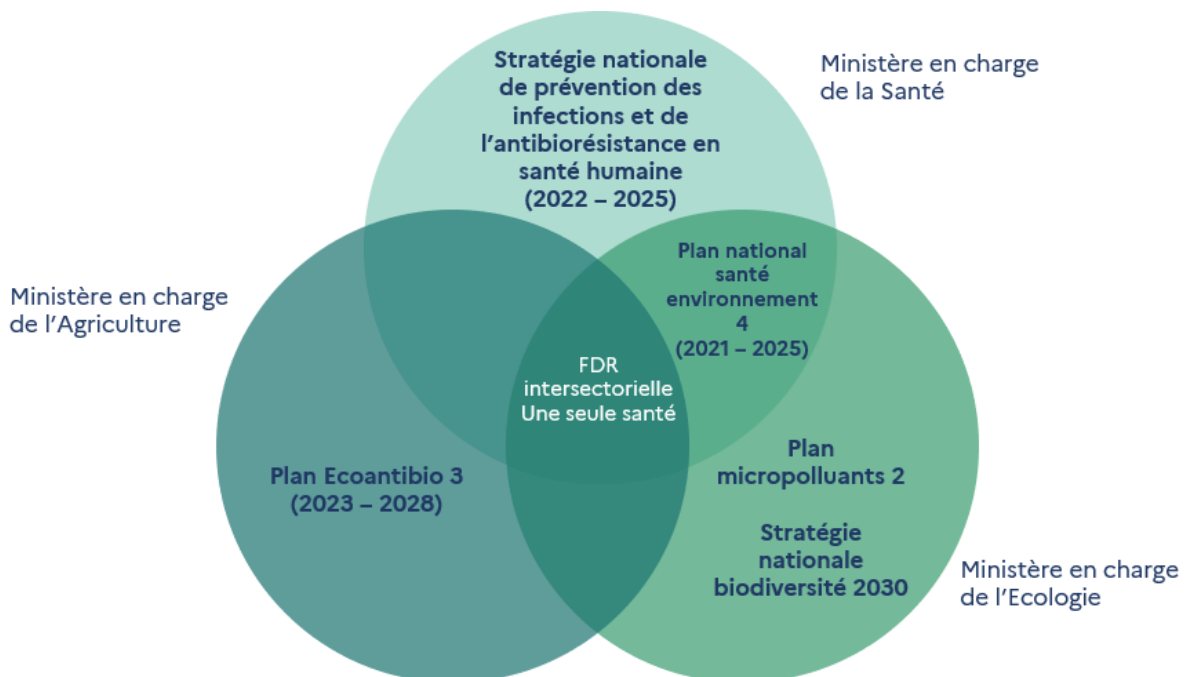 Stratégie nationale
de prévention des
infections et de
l'antibiorésistance en
santé humaine
(2022 – 2025)
Ministère en charge
de la Santé
Plan national
santé
environnement
4
(2021 – 2025)
Ministère en charge
de l'Agriculture
FDR
intersectorielle
Une seule santé
Plan Ecoantibio 3
(2023 – 2028)
Plan
micropolluants 2
Stratégie
nationale
biodiversité 2030
Ministère en charge
de l'Ecologie